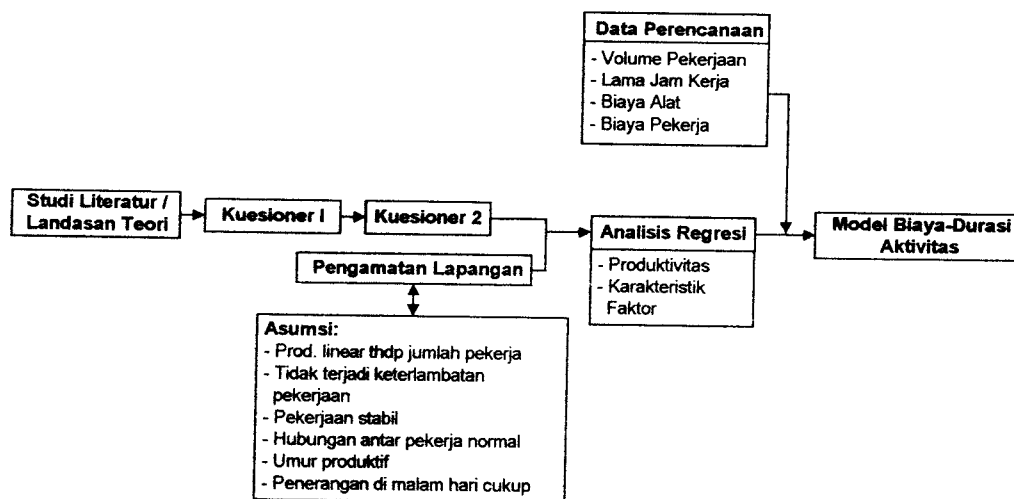 Data Perencanaan
- Volume Pekerjaan
- Lama Jam Kerja
- Biaya Alat
- Biaya Pekerja
Studi Literatur /
Landasan Teori
Kuesioner I
Kuesioner 2
Pengamatan Lapangan
Analisis Regresi
- Produktivitas
- Karakteristik
Faktor
Model Biaya-Durasi
Aktivitas
Asumsi:
- Prod. linear thdp jumlah pekerja
- Tidak terjadi keterlambatan
pekerjaan
- Pekerjaan stabil
- Hubungan antar pekerja normal
- Umur produktif
- Penerangan di malam hari cukup